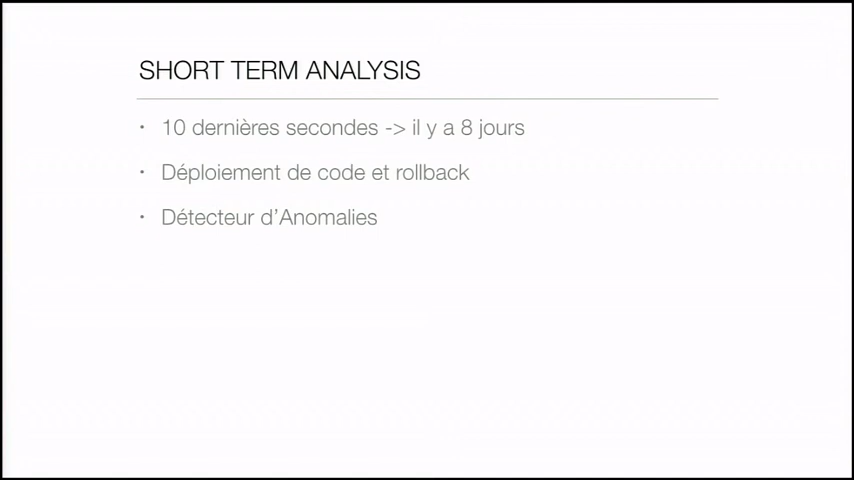 SHORT TERM ANALYSIS
• 10 dernières secondes -> il y a 8 jours
• Déploiement de code et rollback
• Détecteur d'Anomalies